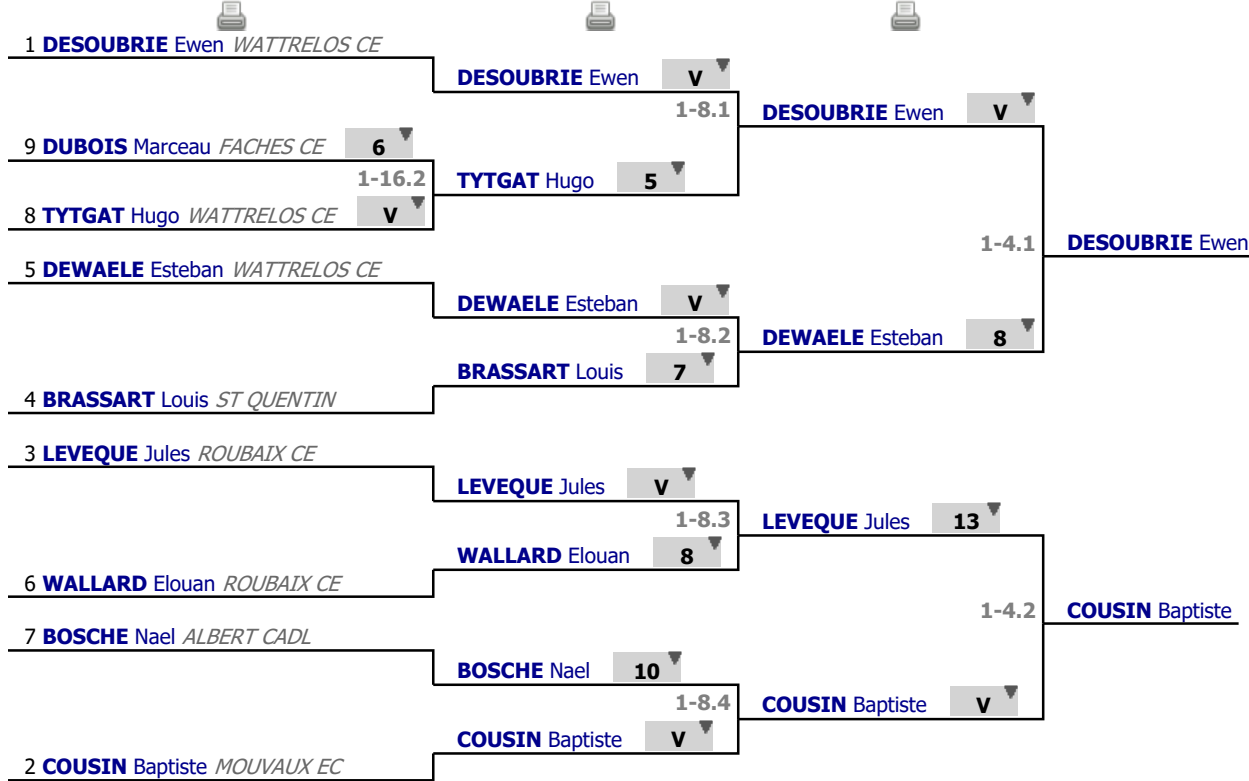 1 DESOUBRIE Ewen WATTRELOS CE
DESOUBRIE Ewen V
1-8.1
DESOUBRIE Ewen V
9 DUBOIS Marceau FACHES CE 6
1-16.2
TYTGAT Hugo 5
8 TYTGAT Hugo WATTRELOS CE V
1-4.1
DESOUBRIE Ewen
5 DEWAELE Esteban WATTRELOS CE
DEWAELE Esteban V
1-8.2
DEWAELE Esteban 8
BRASSART Louis 7
4 BRASSART Louis ST QUENTIN
3 LEVEQUE Jules ROUBAIX CE
LEVEQUE Jules V
1-8.3
LEVEQUE Jules 13
WALLARD Elouan 8
6 WALLARD Elouan ROUBAIX CE
1-4.2
COUSIN Baptiste
7 BOSCHE Nael ALBERT CADL
BOSCHE Nael 10
1-8.4
COUSIN Baptiste V
COUSIN Baptiste V
2 COUSIN Baptiste MOUVAUX EC